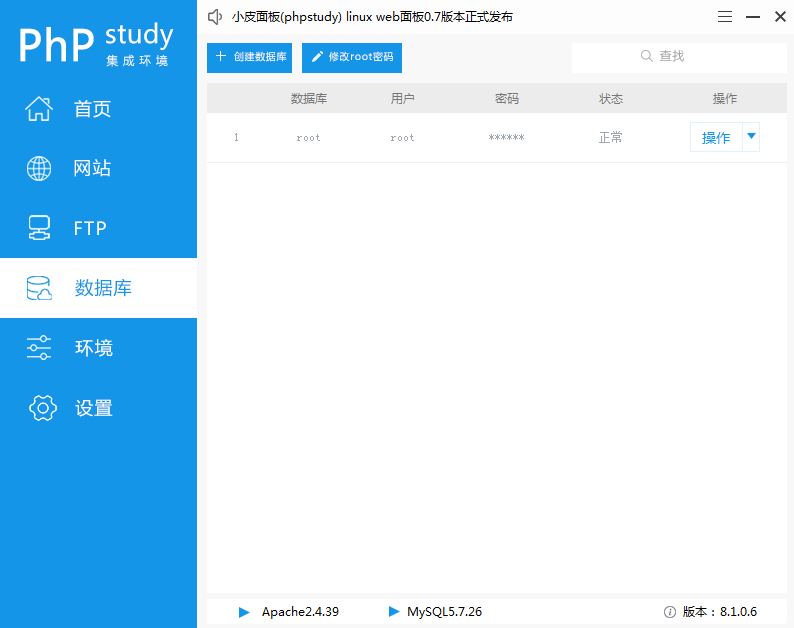 小皮面板(phpstudy) linux web面板0.7版本正式发布
PhP study
集成环境
首页
网站
FTP
数据库
环境
设置
创建数据库 修改root密码 查找
数据库 用户 密码 状态 操作
1 root root ****** 正常 操作
Apache2.4.39 MySQL5.7.26 版本：8.1.0.6